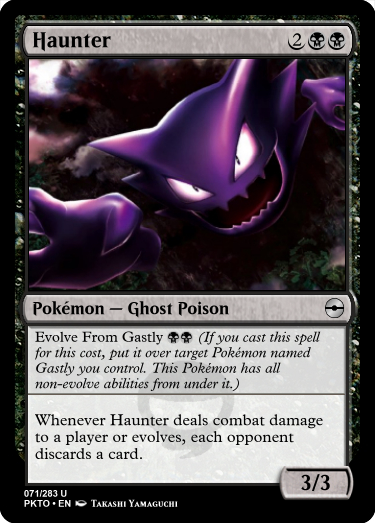 Haunter 2
Pokémon — Ghost Poison
Evolve From Gastly (If you cast this spell
for this cost, put it over target Pokémon named
Gastly you control. This Pokémon has all
non-evolve abilities from under it.)
Whenever Haunter deals combat damage
to a player or evolves, each opponent
discards a card.
3/3
071/283 U
PKTO • EN Takashi Yamaguchi